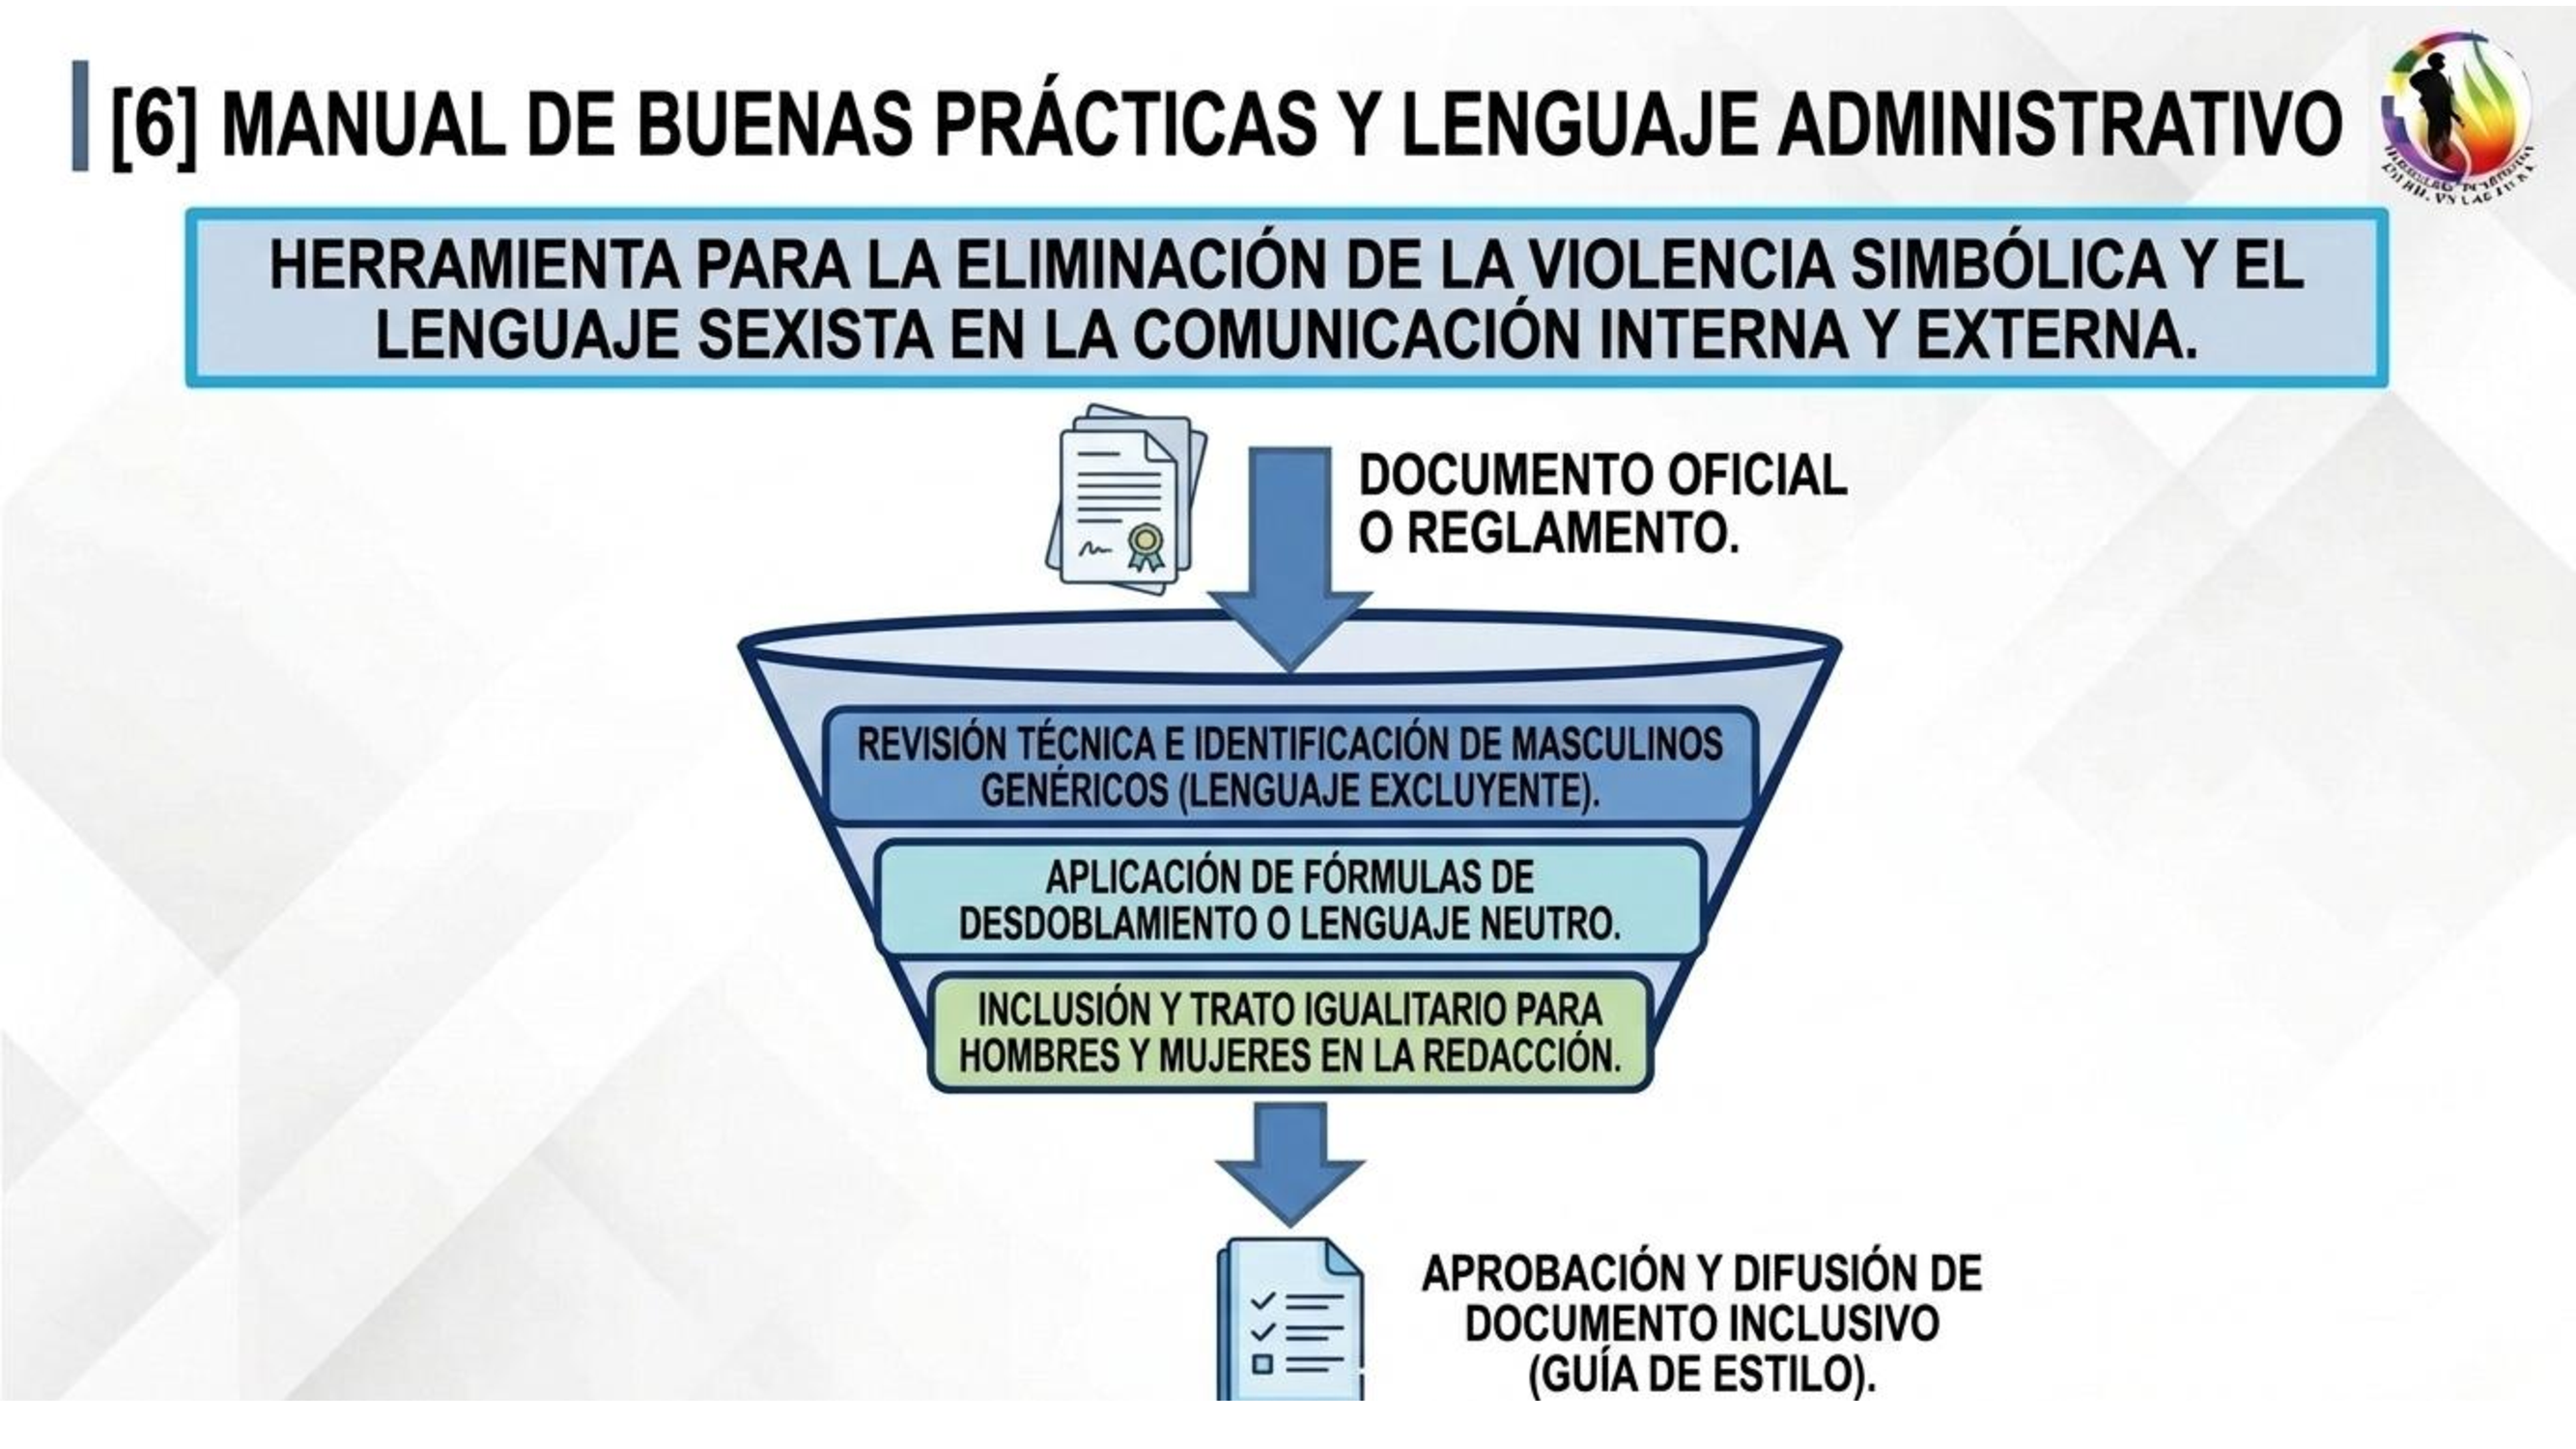 [6] MANUAL DE BUENAS PRÁCTICAS Y LENGUAJE ADMINISTRATIVO
HERRAMIENTA PARA LA ELIMINACIÓN DE LA VIOLENCIA SIMBÓLICA Y EL
LENGUAJE SEXISTA EN LA COMUNICACIÓN INTERNA Y EXTERNA.
DOCUMENTO OFICIAL
O REGLAMENTO.
REVISIÓN TÉCNICA E IDENTIFICACIÓN DE MASCULINOS
GENÉRICOS (LENGUAJE EXCLUYENTE).
APLICACIÓN DE FÓRMULAS DE
DESDOBLAMIENTO O LENGUAJE NEUTRO.
INCLUSIÓN Y TRATO IGUALITARIO PARA
HOMBRES Y MUJERES EN LA REDACCIÓN.
APROBACIÓN Y DIFUSIÓN DE
DOCUMENTO INCLUSIVO
(GUÍA DE ESTILO).